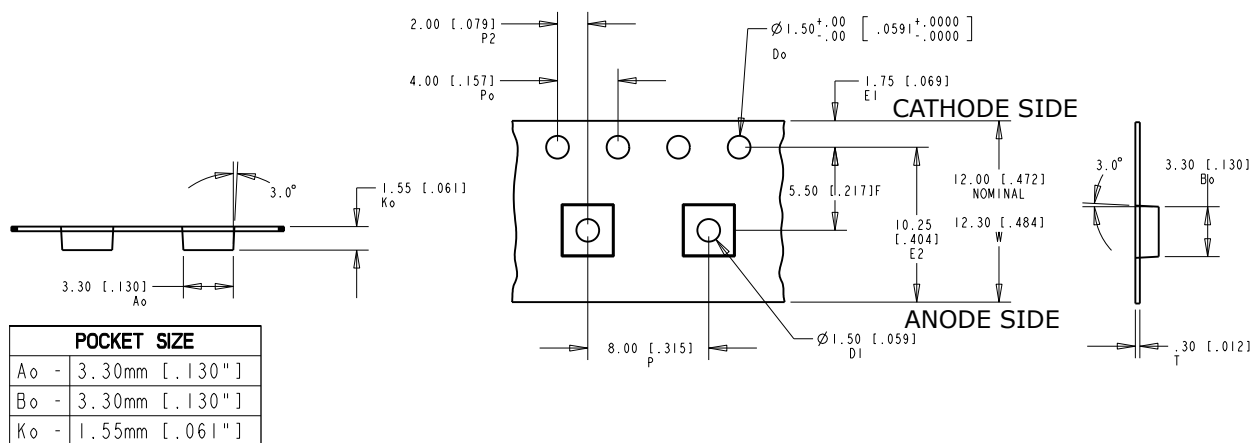 2.00 [.079]
P2
4.00 [.157]
Po
Ø1.50 +.00 -.00 [ .0591 +.0000 -.0000 ]
Do
1.75 [.069]
E1
CATHODE SIDE
3.0°
1.55 [.061]
Ko
3.30 [.130]
Ao
5.50 [.217]F
10.25
[.404]
E2
12.00 [.472]
NOMINAL
12.30 [.484]
W
3.0°
3.30 [.130]
Bo
ANODE SIDE
8.00 [.315]
P
Ø1.50 [.059]
D1
.30 [.012]
T
POCKET SIZE
Ao - 3.30mm [.130"]
Bo - 3.30mm [.130"]
Ko - 1.55mm [.061"]